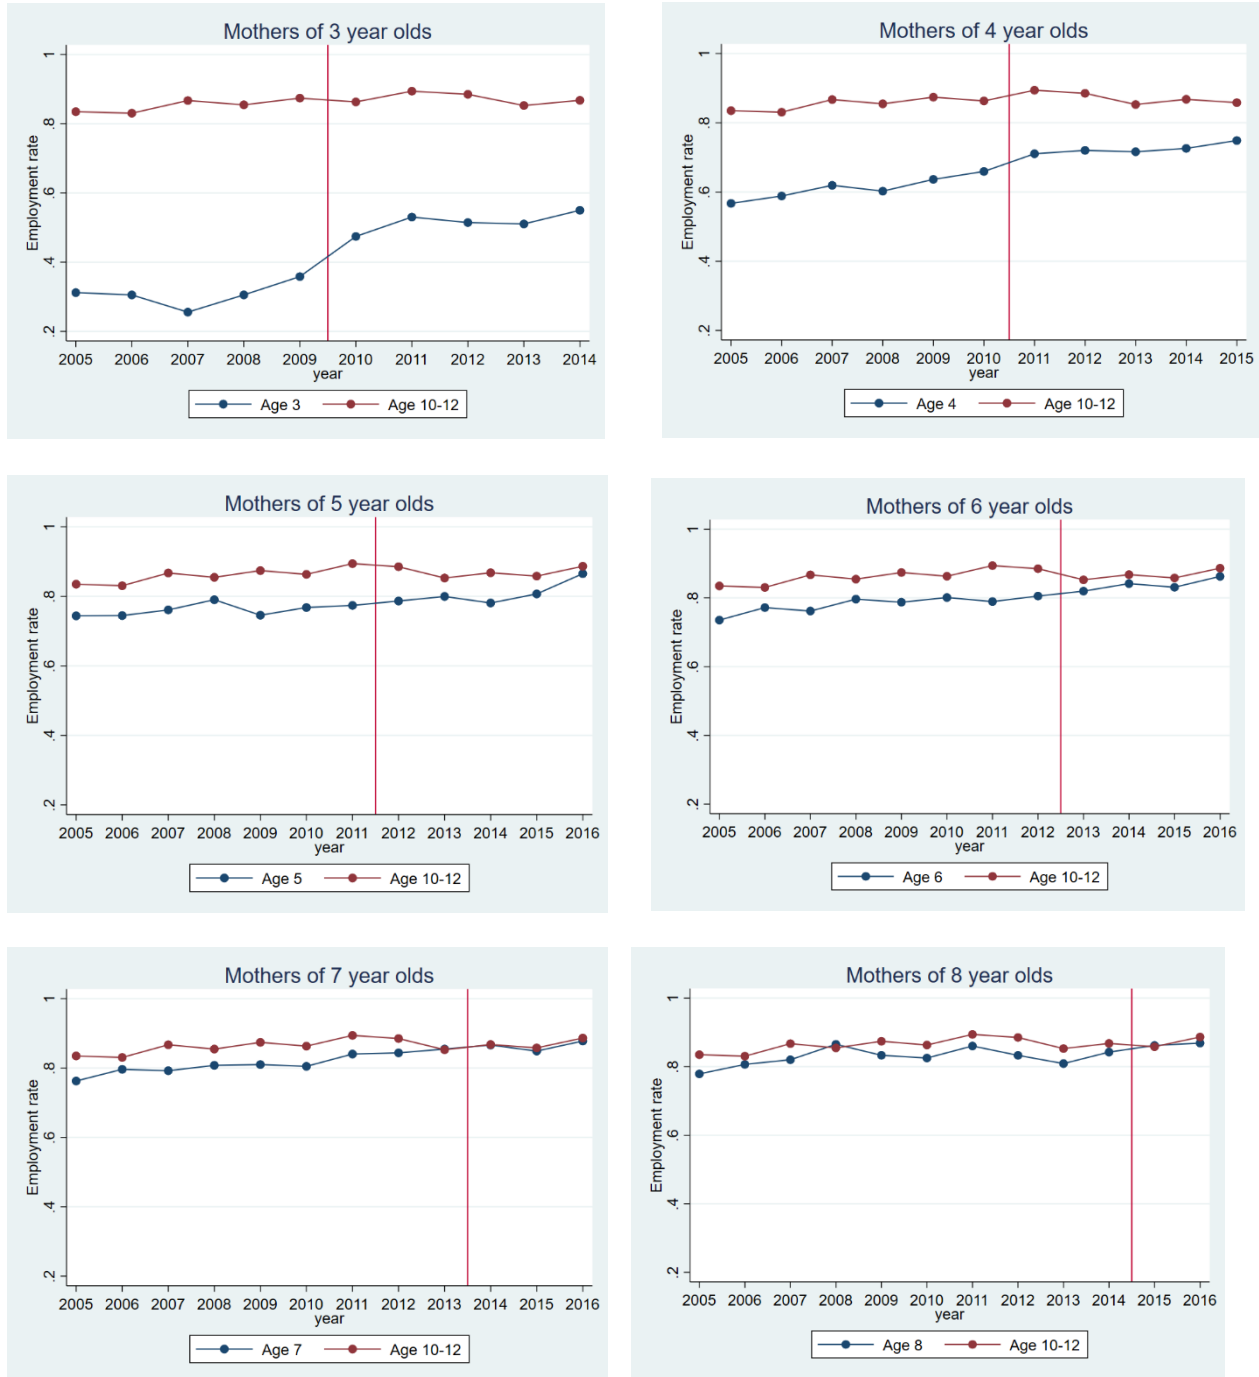 Mothers of 3 year olds
Employment rate
1
.8
.6
.4
.2
2005 2006 2007 2008 2009 2010 2011 2012 2013 2014
year
Age 3 Age 10-12
Mothers of 4 year olds
Employment rate
1
.8
.6
.4
.2
2005 2006 2007 2008 2009 2010 2011 2012 2013 2014 2015
year
Age 4 Age 10-12
Mothers of 5 year olds
Employment rate
1
.8
.6
.4
.2
2005 2006 2007 2008 2009 2010 2011 2012 2013 2014 2015 2016
year
Age 5 Age 10-12
Mothers of 6 year olds
Employment rate
1
.8
.6
.4
.2
2005 2006 2007 2008 2009 2010 2011 2012 2013 2014 2015 2016
year
Age 6 Age 10-12
Mothers of 7 year olds
Employment rate
1
.8
.6
.4
.2
2005 2006 2007 2008 2009 2010 2011 2012 2013 2014 2015 2016
year
Age 7 Age 10-12
Mothers of 8 year olds
Employment rate
1
.8
.6
.4
.2
2005 2006 2007 2008 2009 2010 2011 2012 2013 2014 2015 2016
year
Age 8 Age 10-12